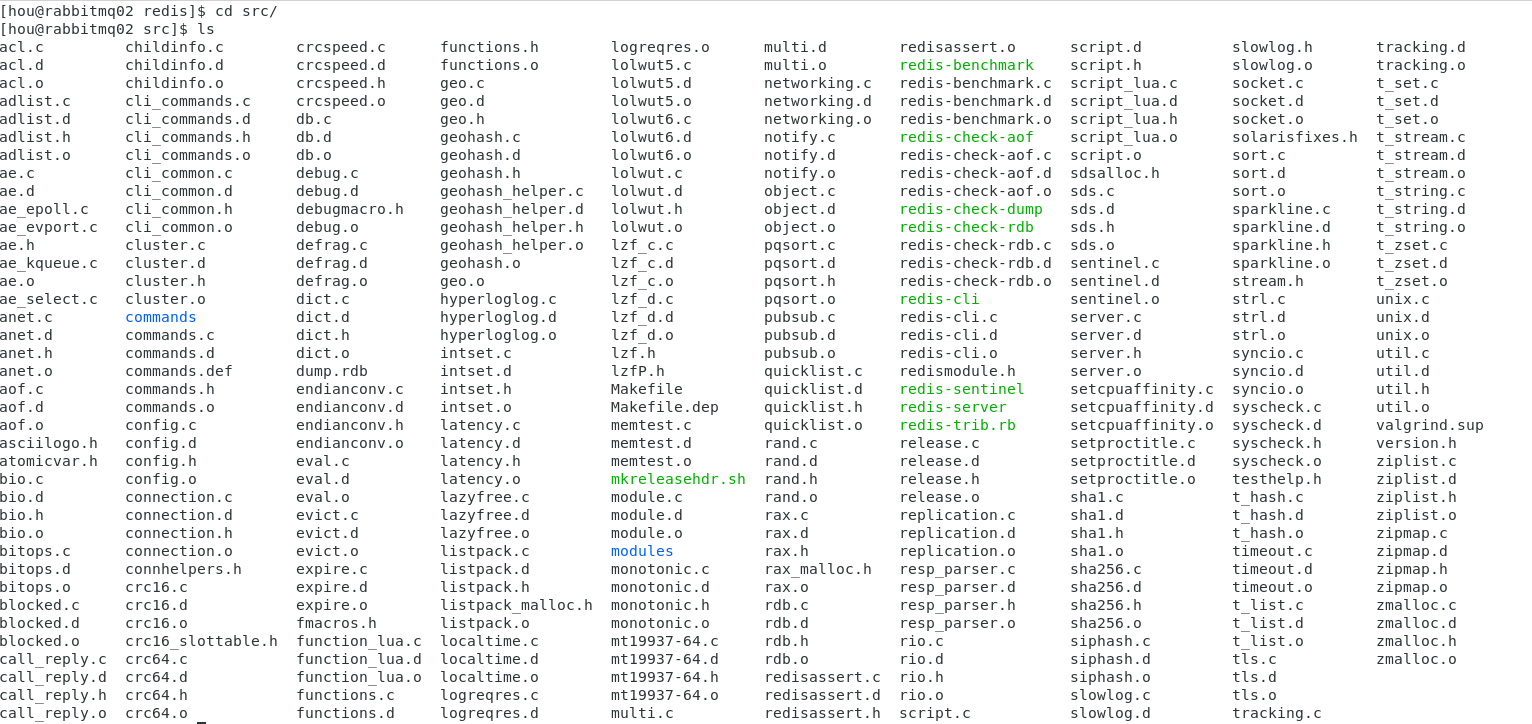 [hou@rabbitmq02 redis]$ cd src/
[hou@rabbitmq02 src]$ ls
acl.c childinfo.c crcspeed.c functions.h logreqres.o multi.d redisassert.o script.d slowlog.h tracking.d
acl.d childinfo.d crcspeed.d functions.o lolwut5.c multi.o redis-benchmark script.h slowlog.o tracking.o
acl.o childinfo.o crcspeed.h geo.c lolwut5.d networking.c redis-benchmark.c script_lua.c socket.c t_set.c
adlist.c cli_commands.c crcspeed.o geo.d lolwut5.o networking.d redis-benchmark.d script_lua.d socket.d t_set.d
adlist.d cli_commands.d db.c geo.h lolwut6.c networking.o redis-benchmark.o script_lua.h socket.o t_set.o
adlist.h cli_commands.h db.d geohash.c lolwut6.d notify.c redis-check-aof script_lua.o solarisfixes.h t_stream.c
adlist.o cli_commands.o db.o geohash.d lolwut6.o notify.d redis-check-aof.c script.o sort.c t_stream.d
ae.c cli_common.c debug.c geohash.h lolwut.c notify.o redis-check-aof.d sdsalloc.h sort.d t_stream.o
ae.d cli_common.d debug.d geohash_helper.c lolwut.d object.c redis-check-aof.o sds.c sort.o t_string.c
ae_epoll.c cli_common.h debugmacro.h geohash_helper.d lolwut.h object.d redis-check-dump sds.d sparkline.c t_string.d
ae_evport.c cli_common.o debug.o geohash_helper.h lolwut.o object.o redis-check-rdb sds.h sparkline.d t_string.o
ae.h cluster.c defrag.c geohash_helper.o lzf_c.c pqsort.c redis-check-rdb.c sds.o sparkline.h t_zset.c
ae_kqueue.c cluster.d defrag.d geohash.o lzf_c.d pqsort.d redis-check-rdb.d sentinel.c sparkline.o t_zset.d
ae.o cluster.h defrag.o geo.o lzf_c.o pqsort.h redis-check-rdb.o sentinel.d stream.h t_zset.o
ae_select.c cluster.o dict.c hyperloglog.c lzf_d.c pqsort.o redis-cli sentinel.o strl.c unix.c
anet.c commands dict.d hyperloglog.d lzf_d.d pubsub.c redis-cli.c server.c strl.d unix.d
anet.d commands.c dict.h hyperloglog.o lzf_d.o pubsub.d redis-cli.d server.d strl.o unix.o
anet.h commands.d dict.o intset.c lzf.h pubsub.o redis-cli.o server.h syncio.c util.c
anet.o commands.def dump.rdb intset.d lzfP.h quicklist.c redismodule.h server.o syncio.d util.d
aof.c commands.h endianconv.c intset.h Makefile quicklist.d redis-sentinel setcpuaffinity.c syncio.o util.h
aof.d commands.o endianconv.d intset.o Makefile.dep quicklist.h redis-server setcpuaffinity.d syscheck.c util.o
aof.o config.c endianconv.h latency.c memtest.c quicklist.o redis-trib.rb setcpuaffinity.o syscheck.d valgrind.sup
asciilogo.h config.d endianconv.o latency.d memtest.d rand.c release.c setproctitle.c syscheck.h version.h
atomicvar.h config.h eval.c latency.h memtest.o rand.d release.d setproctitle.d syscheck.o ziplist.c
bio.c config.o eval.d latency.o mkreleasehdr.sh rand.h release.h setproctitle.o testhelp.h ziplist.d
bio.d connection.c eval.o lazyfree.c module.c rand.o release.o sha1.c t_hash.c ziplist.h
bio.h connection.d evict.c lazyfree.d module.d rax.c replication.c sha1.d t_hash.d ziplist.o
bio.o connection.h evict.d lazyfree.o module.o rax.d replication.d sha1.h t_hash.o zipmap.c
bitops.c connection.o evict.o listpack.c modules rax.h replication.o sha1.o timeout.c zipmap.d
bitops.d connhelpers.h expire.c listpack.d monotonic.c rax_malloc.h resp_parser.c sha256.c timeout.d zipmap.h
bitops.o crc16.c expire.d listpack.h monotonic.d rax.o resp_parser.d sha256.d timeout.o zipmap.o
blocked.c crc16.d expire.o listpack_malloc.h monotonic.h rdb.c resp_parser.h sha256.h t_list.c zmalloc.c
blocked.d crc16.o fmacros.h listpack.o monotonic.o rdb.d resp_parser.o sha256.o t_list.d zmalloc.d
blocked.o crc16_slottable.h function_lua.c localtime.c mt19937-64.c rdb.h rio.c siphash.c t_list.o zmalloc.h
call_reply.c crc64.c function_lua.d localtime.d mt19937-64.d rdb.o rio.d siphash.d tls.c zmalloc.o
call_reply.d crc64.d function_lua.o localtime.o mt19937-64.h redisassert.c rio.h siphash.o tls.d
call_reply.h crc64.h functions.c logreqres.c mt19937-64.o redisassert.d rio.o slowlog.c tls.o
call_reply.o crc64.o functions.d logreqres.d multi.c redisassert.h script.c slowlog.d tracking.c